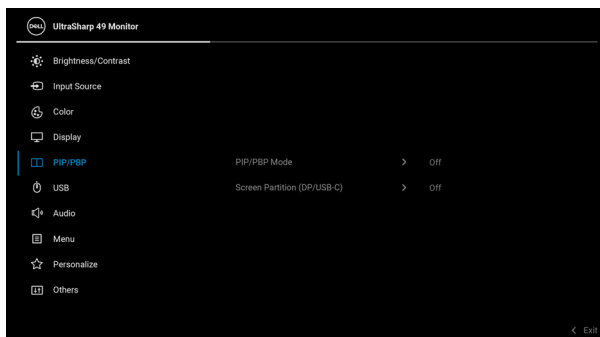 DELL UltraSharp 49 Monitor
Brightness/Contrast
Input Source
Color
Display
PIP/PBP PIP/PBP Mode > Off
USB Screen Partition (DP/USB-C) > Off
Audio
Menu
Personalize
Others
< Exit